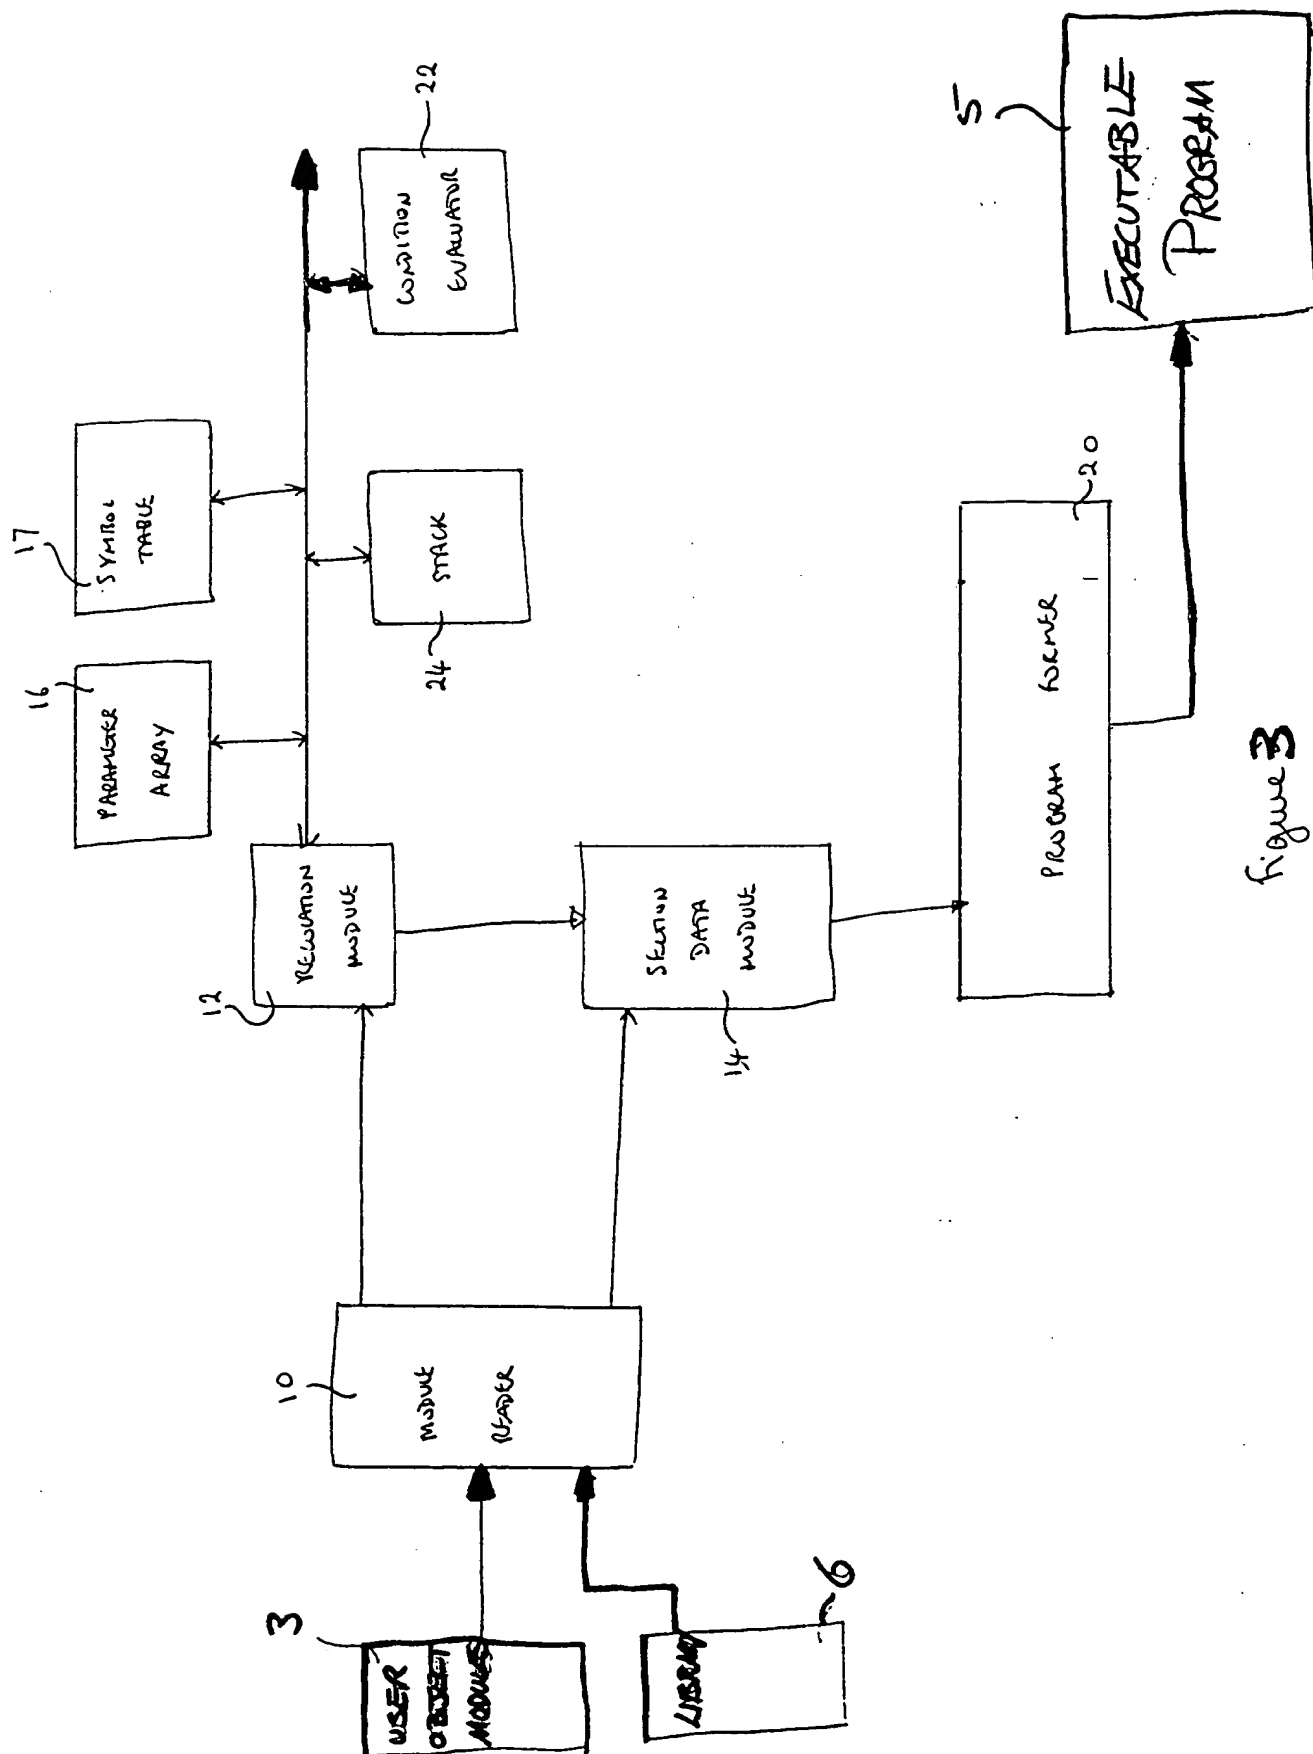 3
USER
OBJECT
MODULES
LIBRARY
6
10
MODULE
READER
12
RELOCATION
MODULE
14
SECTION
DATA
MODULE
16
PARAMETER
ARRAY
17
SYMBOL
TABLE
24
STACK
22
CONDITION
EVALUATOR
PROGRAM FORMER
20
5
EXECUTABLE
PROGRAM
Figure 3